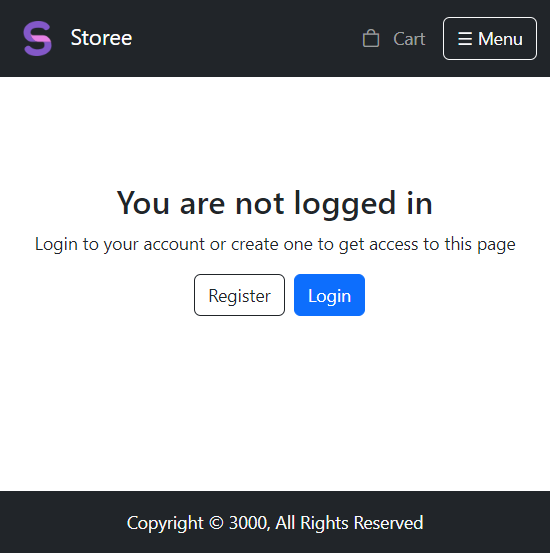 Storee Cart ☰ Menu
You are not logged in
Login to your account or create one to get access to this page
Register Login
Copyright © 3000, All Rights Reserved